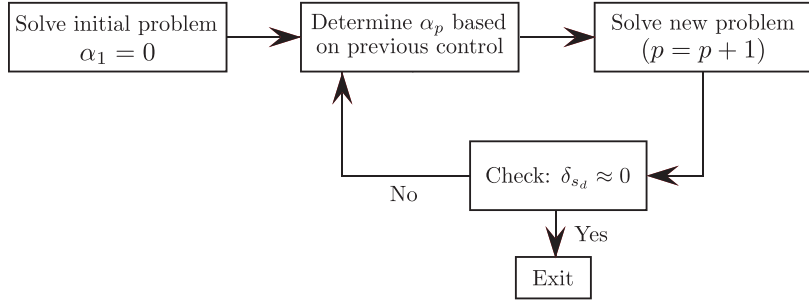 Solve initial problem
α₁ = 0
Determine αₚ based
on previous control
Solve new problem
(p = p + 1)
Check: δ_{s_d} ≈ 0
No
Yes
Exit